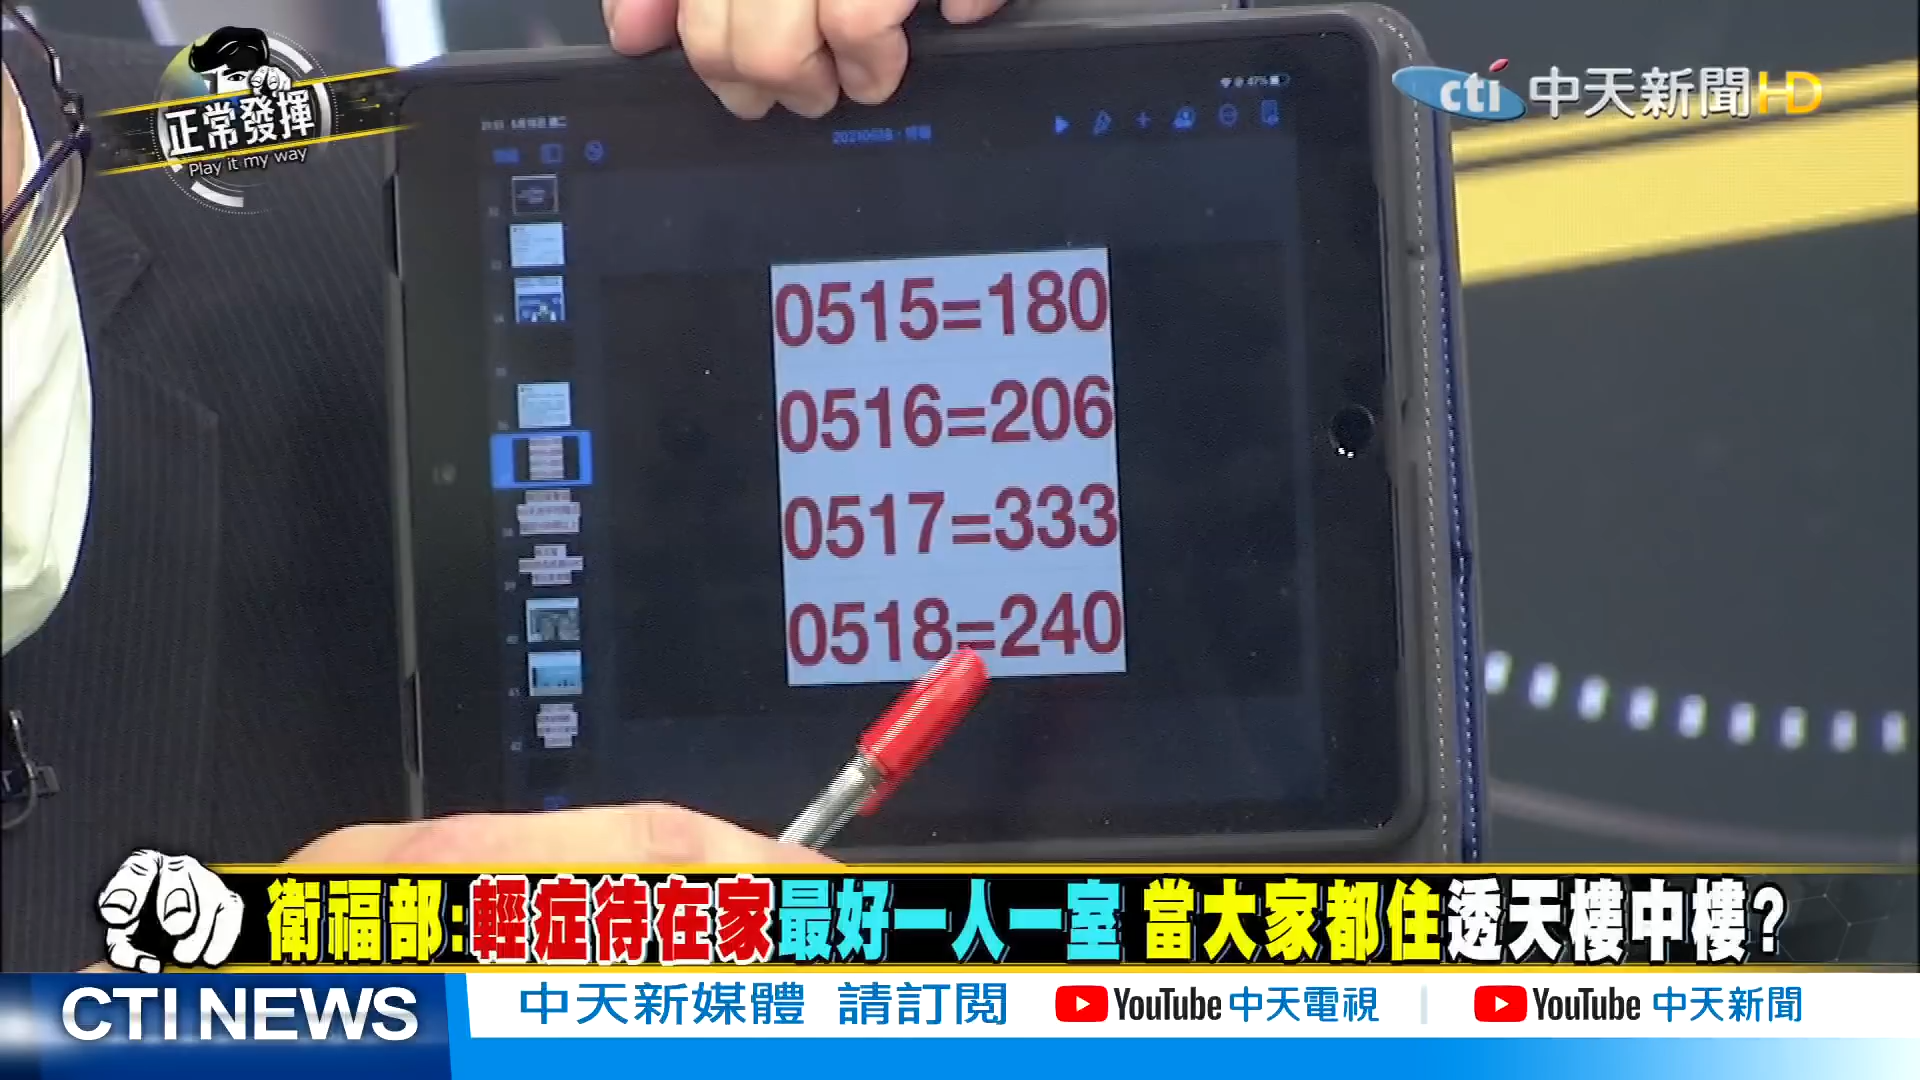 正常發揮
Play it my way
cti 中天新聞HD
47%
0515=180
0516=206
0517=333
0518=240
衛福部:輕症待在家最好一人一室 當大家都住透天樓中樓?
CTI NEWS
中天新媒體 請訂閱 YouTube 中天電視 | YouTube 中天新聞